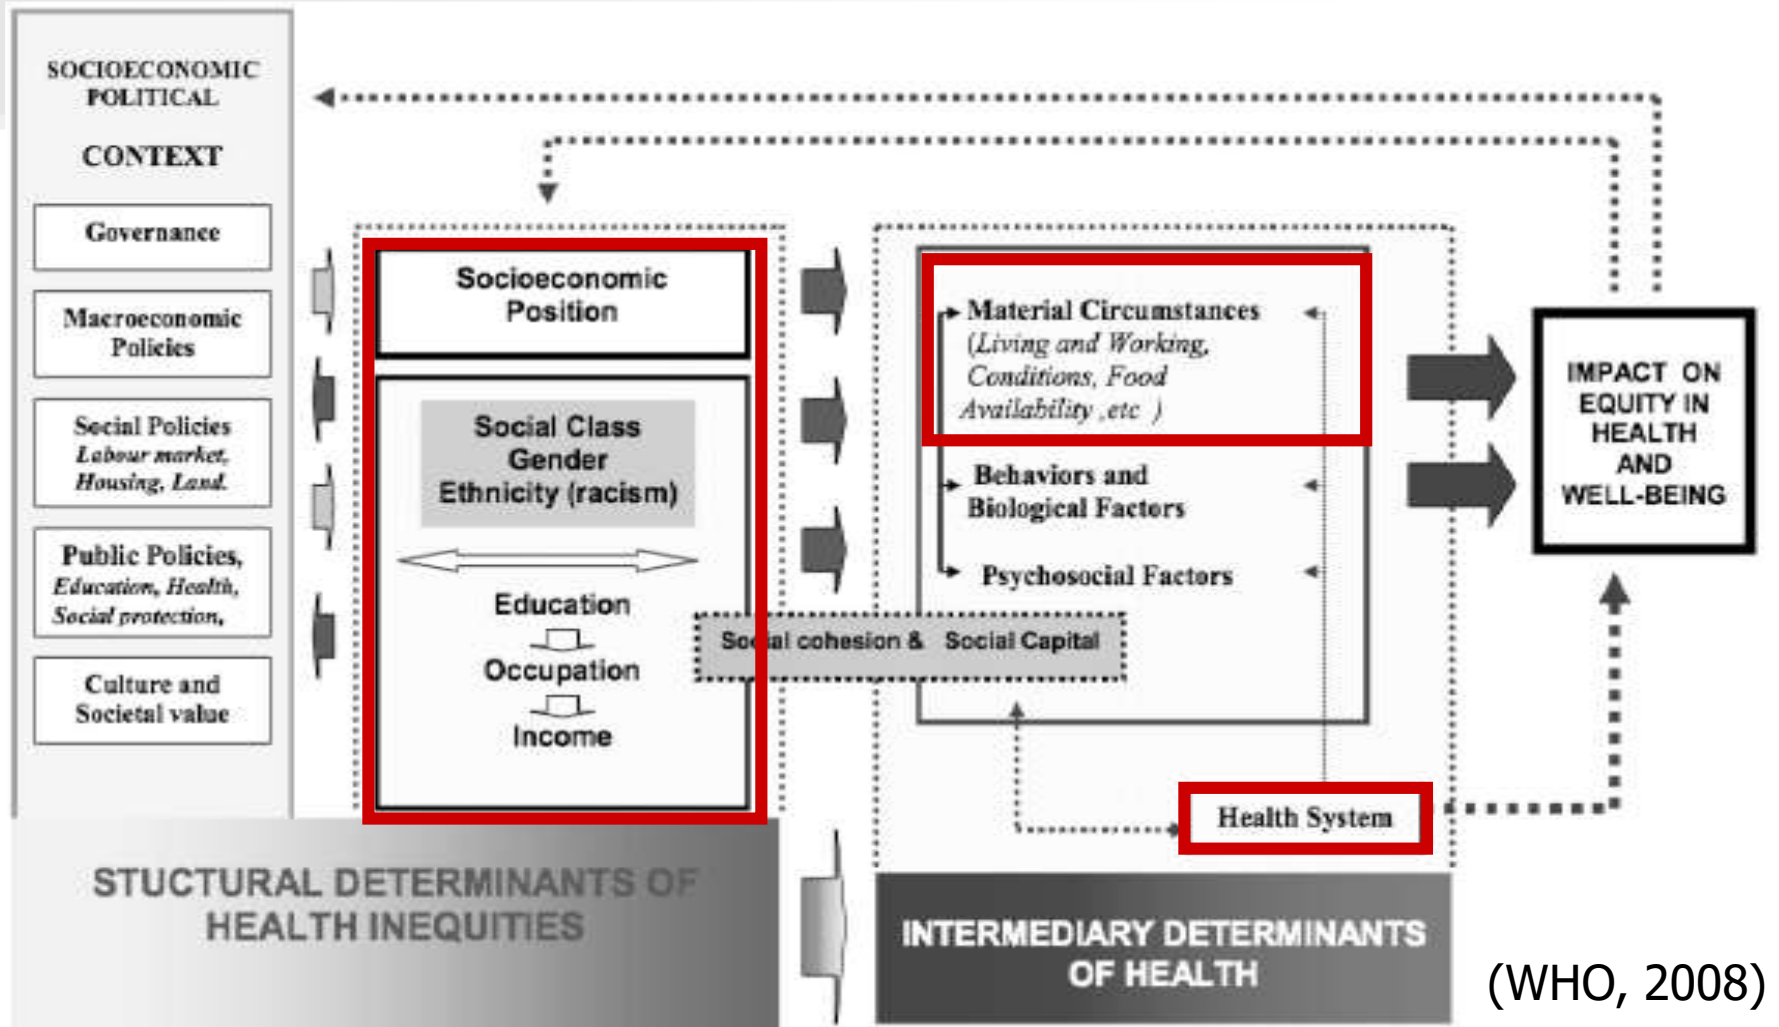 SOCIOECONOMIC
POLITICAL
CONTEXT
Governance
Macroeconomic
Policies
Social Policies
Labour market,
Housing, Land.
Public Policies,
Education, Health,
Social protection,
Culture and
Societal value
Socioeconomic
Position
Social Class
Gender
Ethnicity (racism)
Education
Occupation
Income
Social cohesion & Social Capital
Material Circumstances
(Living and Working,
Conditions, Food
Availability ,etc )
Behaviors and
Biological Factors
Psychosocial Factors
Health System
IMPACT ON
EQUITY IN
HEALTH
AND
WELL-BEING
STUCTURAL DETERMINANTS OF
HEALTH INEQUITIES
INTERMEDIARY DETERMINANTS
OF HEALTH
(WHO, 2008)